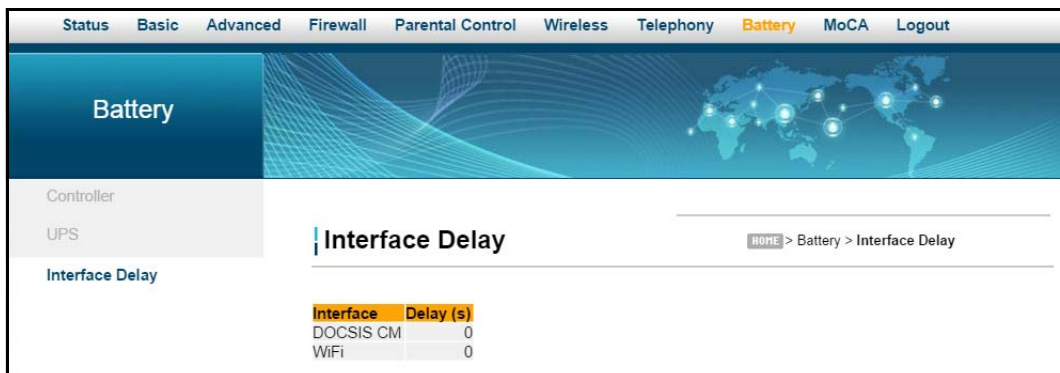 Status Basic Advanced Firewall Parental Control Wireless Telephony Battery MoCA Logout
Battery
Controller
UPS
Interface Delay
Interface Delay
HOME > Battery > Interface Delay
Interface Delay (s)
DOCSIS CM 0
WiFi 0